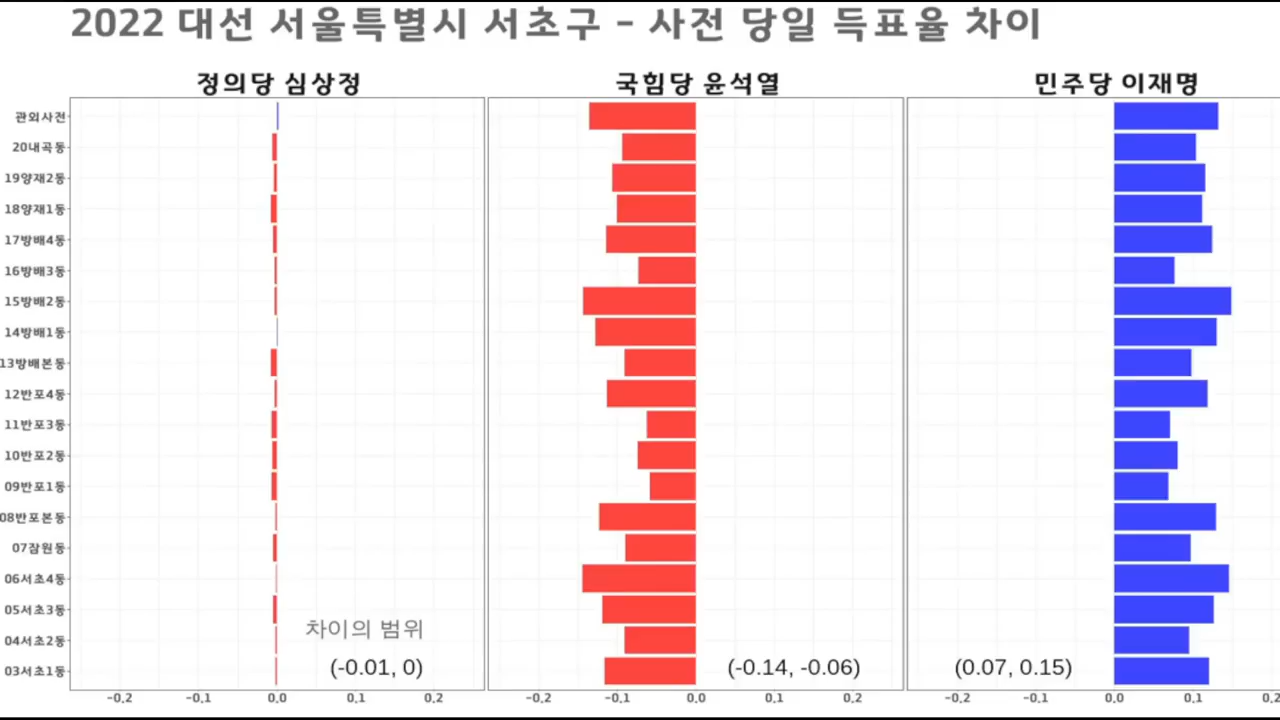 2022 대선 서울특별시 서초구 - 사전 당일 득표율 차이
정의당 심상정
국힘당 윤석열
민주당 이재명
관외사전
20내곡동
19양재2동
18양재1동
17방배4동
16방배3동
15방배2동
14방배1동
13방배본동
12반포4동
11반포3동
10반포2동
09반포1동
08반포본동
07잠원동
06서초4동
05서초3동
04서초2동
03서초1동
차이의 범위
(-0.01, 0)
(-0.14, -0.06)
(0.07, 0.15)
-0.2 -0.1 0.0 0.1 0.2
-0.2 -0.1 0.0 0.1 0.2
-0.2 -0.1 0.0 0.1 0.2